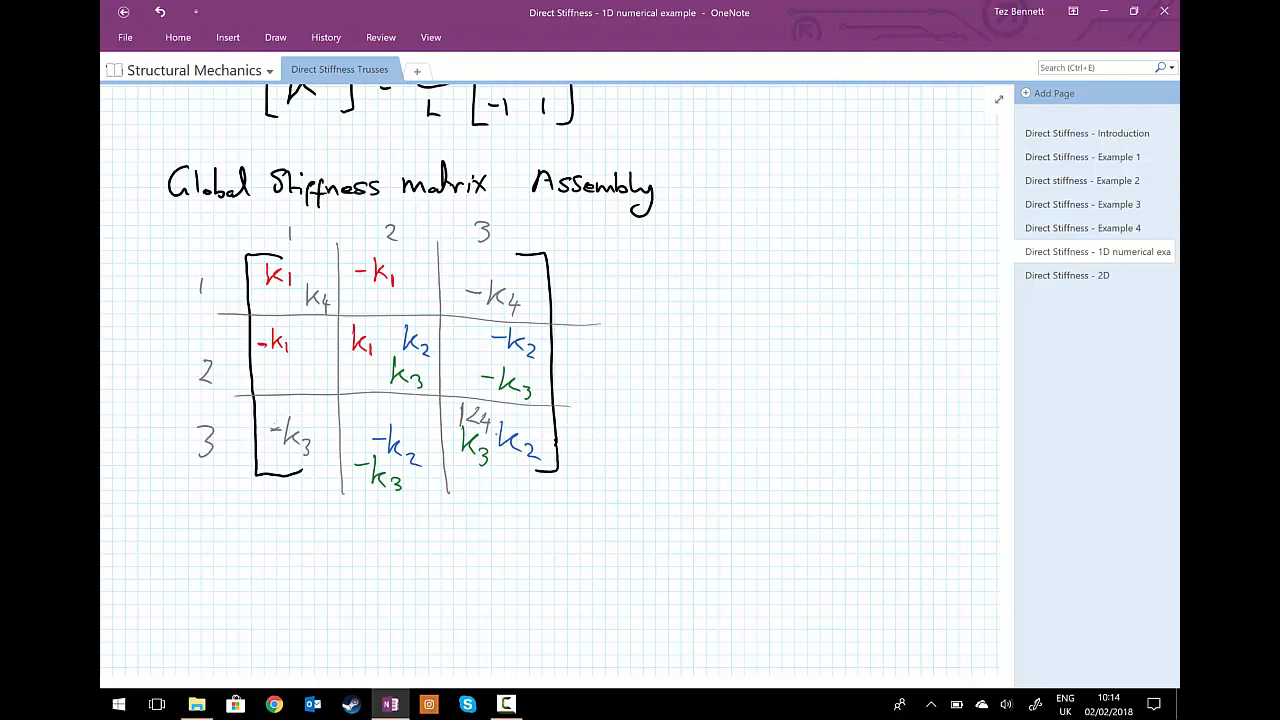 Direct Stiffness - 1D numerical example - OneNote
Tez Bennett
File Home Insert Draw History Review View
Structural Mechanics
Direct Stiffness Trusses
+
Search (Ctrl+E)
Add Page
Direct Stiffness - Introduction
Direct Stiffness - Example 1
Direct stiffness - Example 2
Direct Stiffness - Example 3
Direct Stiffness - Example 4
Direct Stiffness - 1D numerical exa
Direct Stiffness - 2D
[K] = L [-1 1]
Global Stiffness matrix Assembly
1 2 3
1 k1 k4 -k1 -k4
2 -k1 k1 k2 k3 -k2 -k3
3 -k3 -k2 -k3 k4 k3 k2
ENG
UK
10:14
02/02/2018